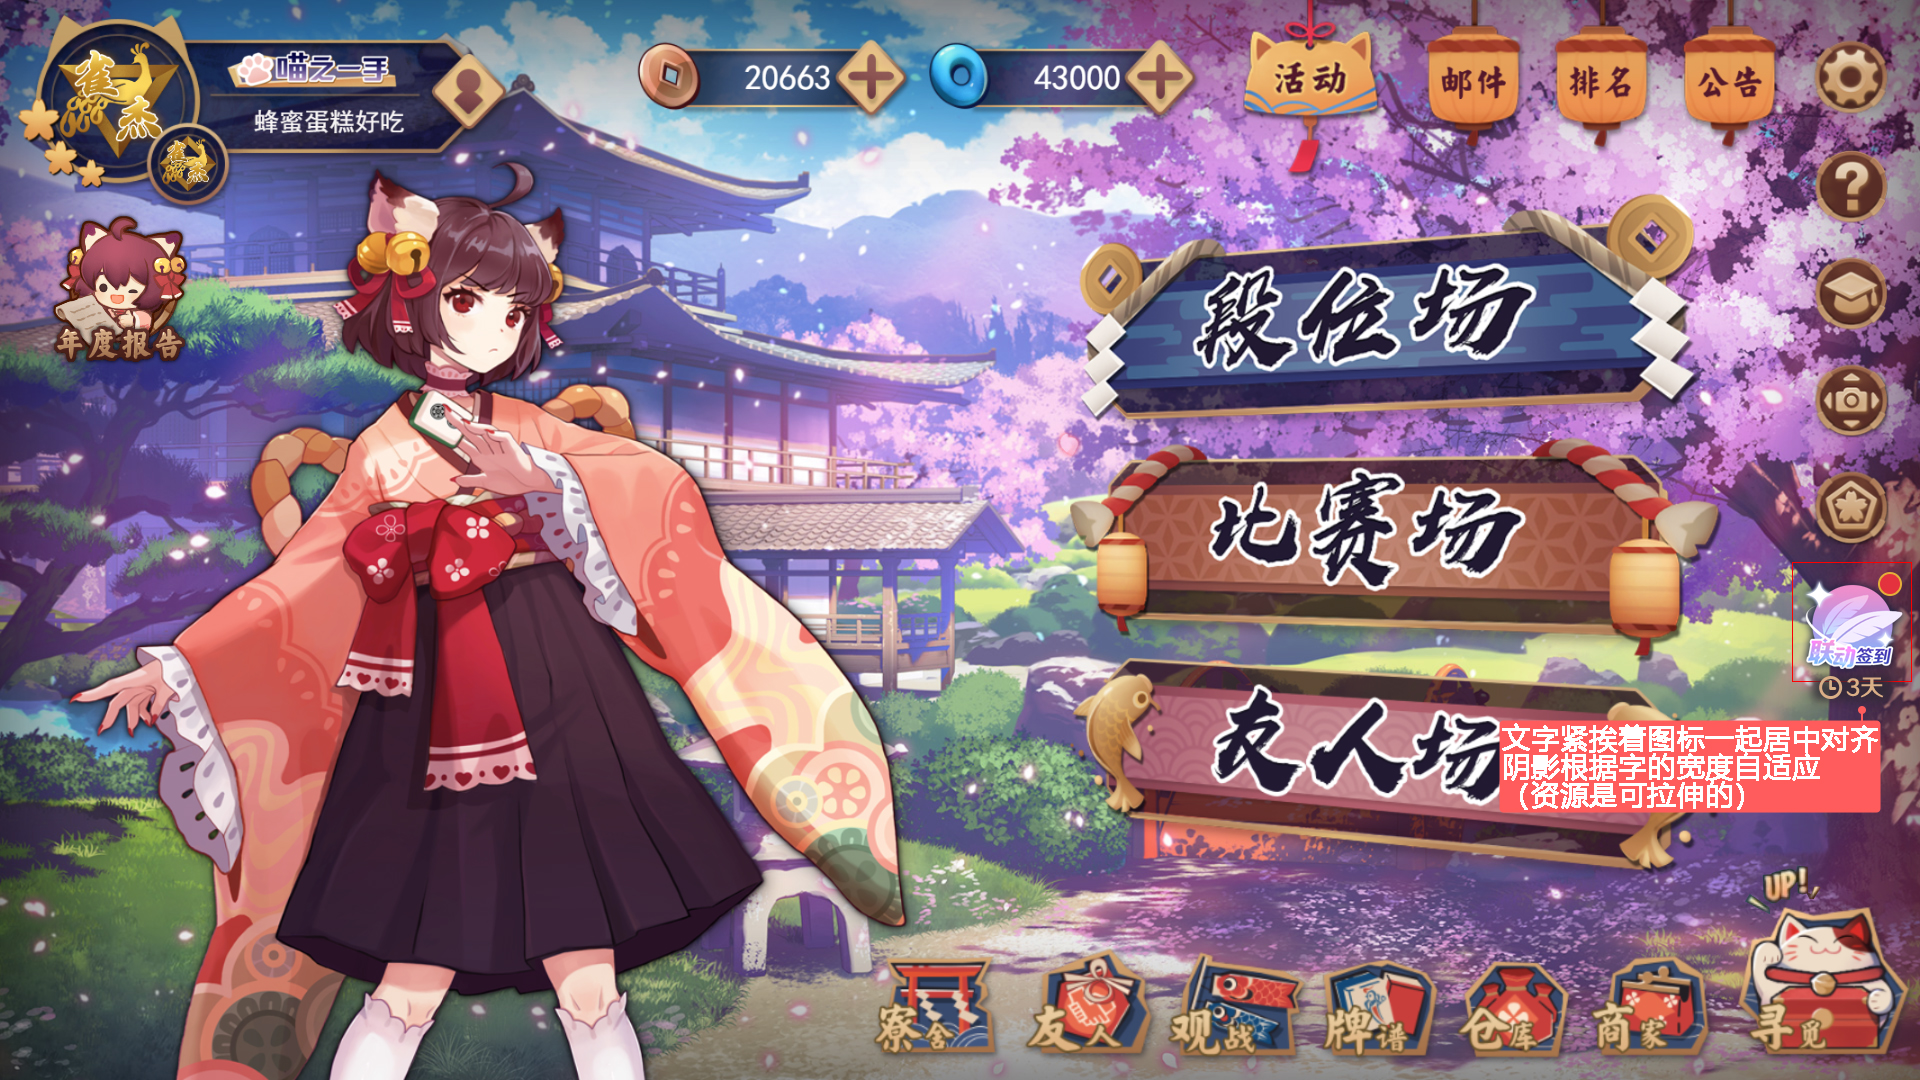 雀杰
喵之一手
蜂蜜蛋糕好吃
雀杰
20663
43000
活动
邮件
排名
公告
年度报告
段位场
比赛场
友人场
联动签到
3天
文字紧挨着图标一起居中对齐
阴影根据字的宽度自适应
（资源是可拉伸的）
UP!
寮舍
友人
观战
牌谱
仓库
商家
寻觅